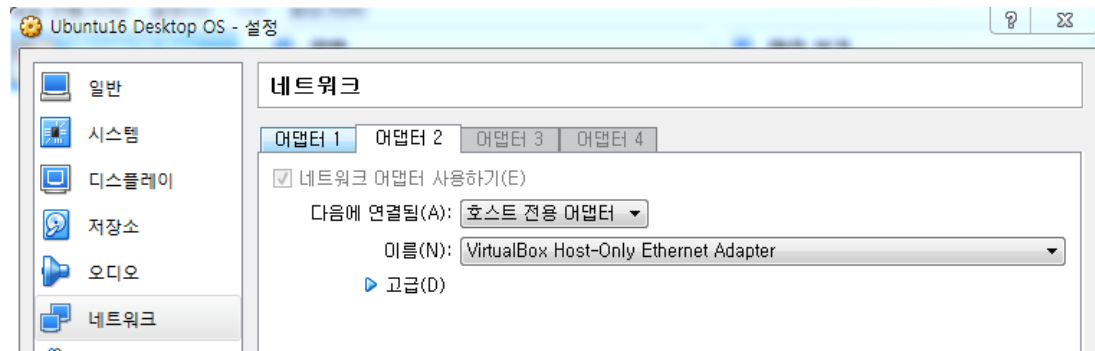 Ubuntu16 Desktop OS - 설정
일반
시스템
디스플레이
저장소
오디오
네트워크
네트워크
어댑터 1 어댑터 2 어댑터 3 어댑터 4
네트워크 어댑터 사용하기(E)
다음에 연결됨(A): 호스트 전용 어댑터
이름(N): VirtualBox Host-Only Ethernet Adapter
고급(D)